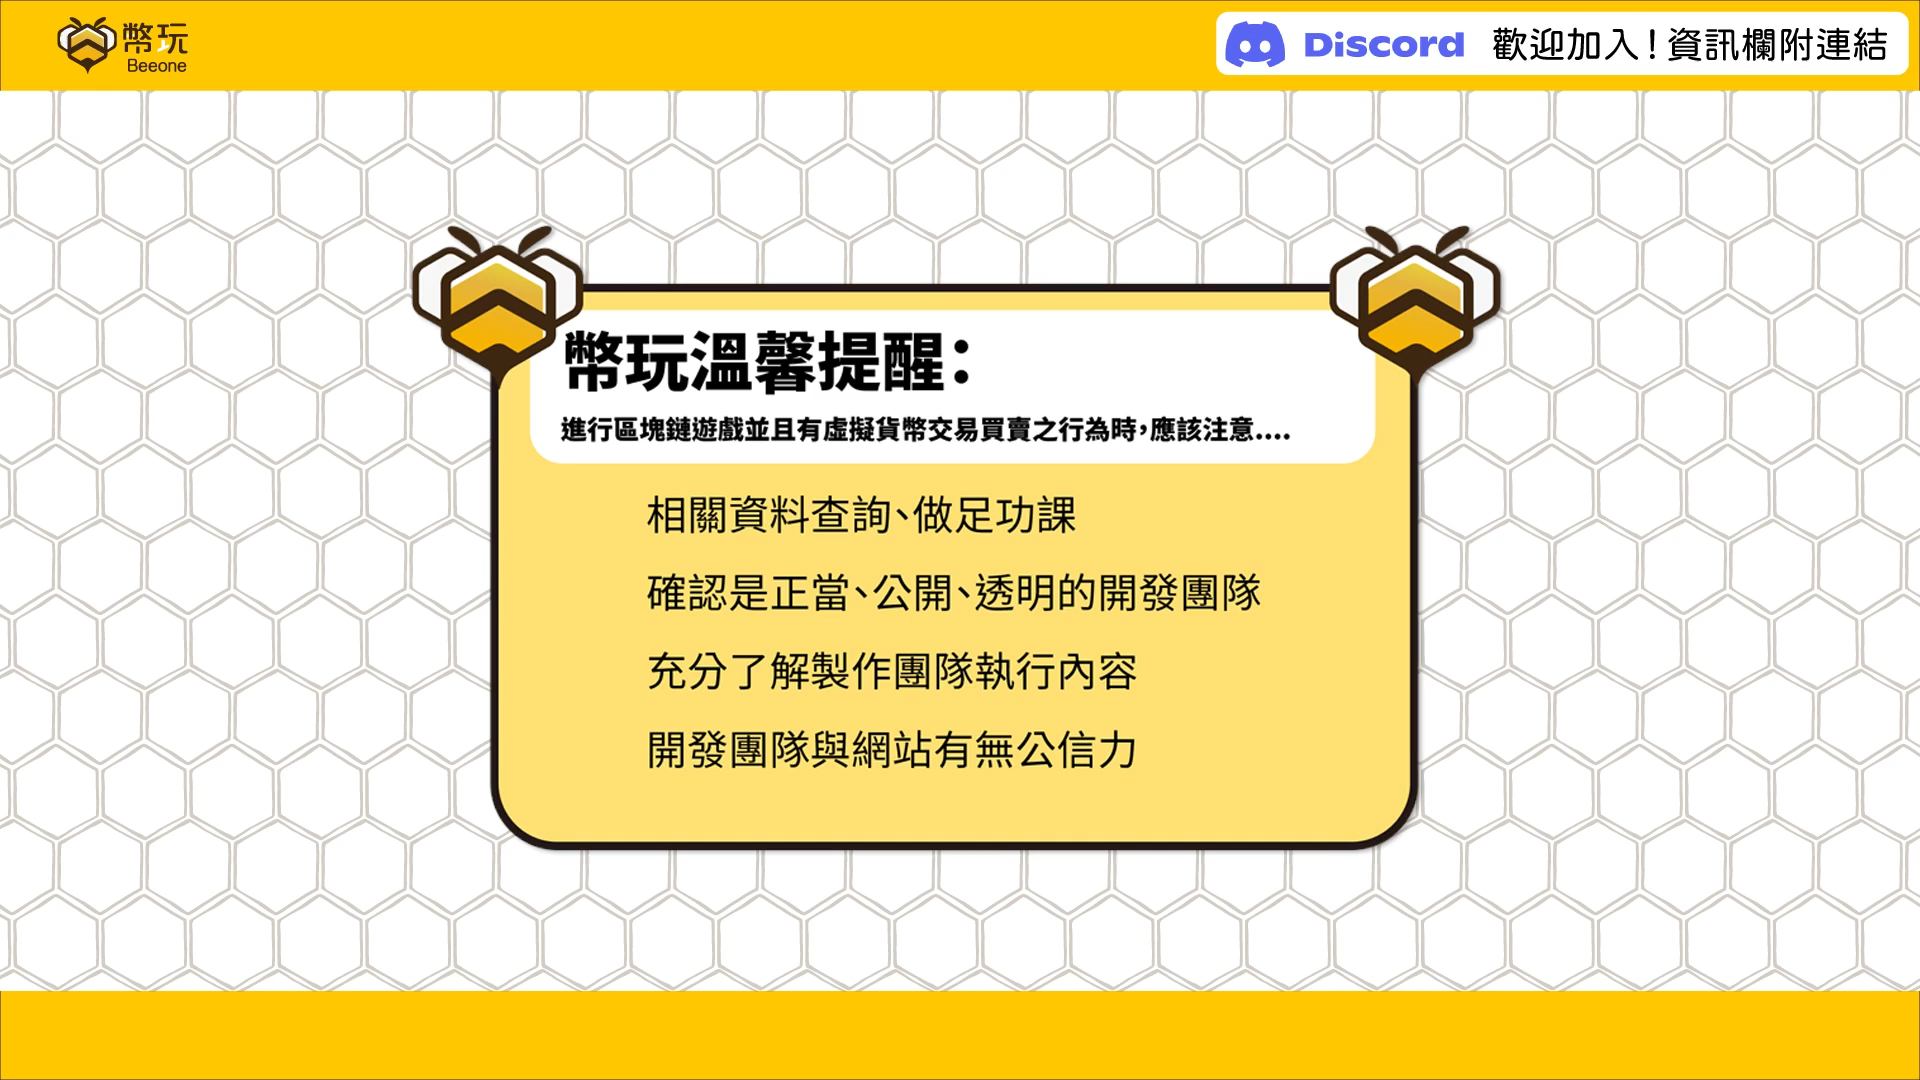 幣玩
Beeone
Discord 歡迎加入！資訊欄附連結
幣玩溫馨提醒：
進行區塊鏈遊戲並且有虛擬貨幣交易買賣之行為時，應該注意....
相關資料查詢、做足功課
確認是正當、公開、透明的開發團隊
充分了解製作團隊執行內容
開發團隊與網站有無公信力